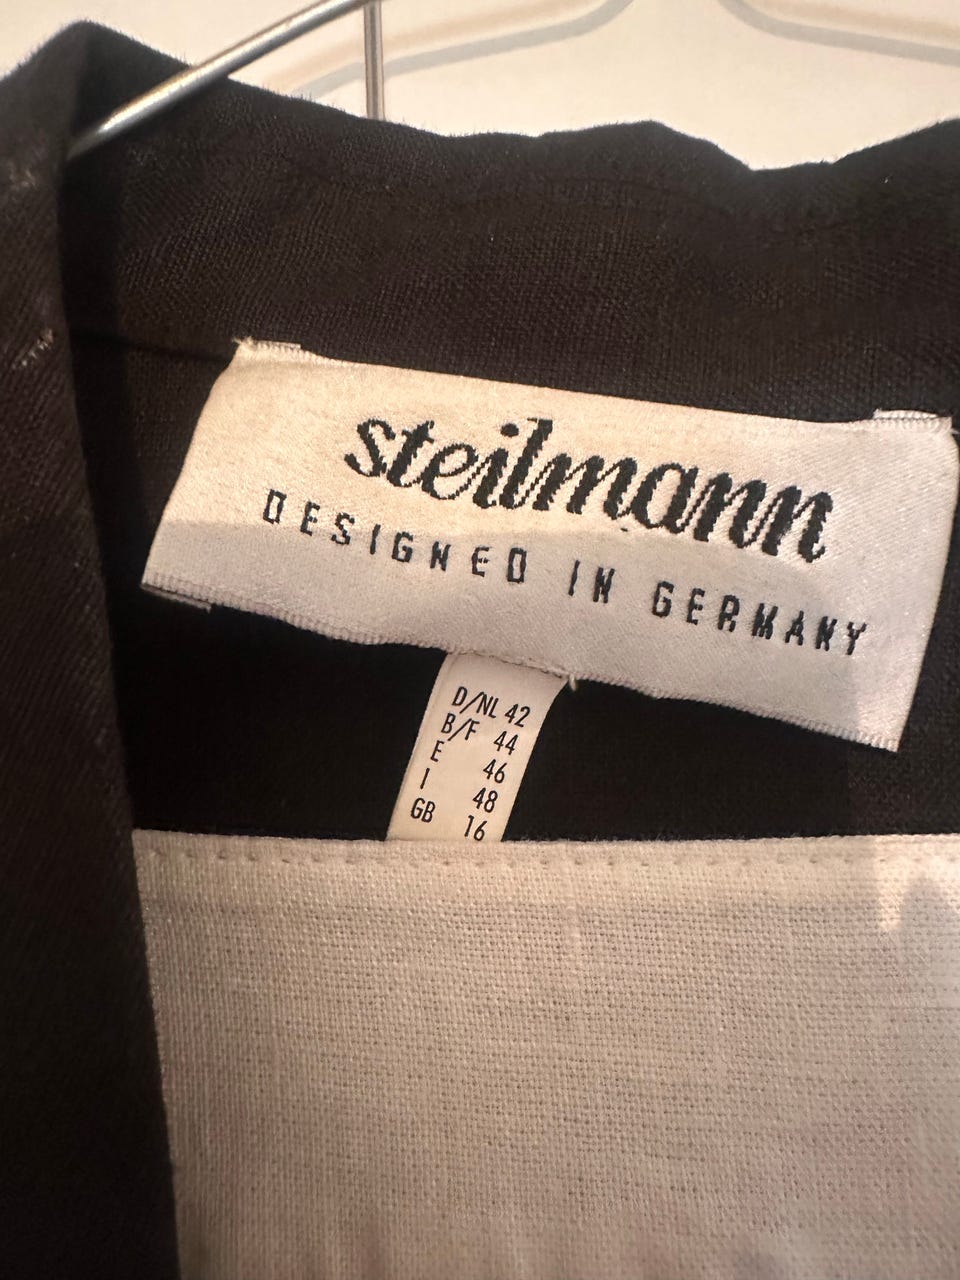 steilmann
DESIGNED IN GERMANY
D/NL 42
B/F 44
E 46
I 48
GB 16